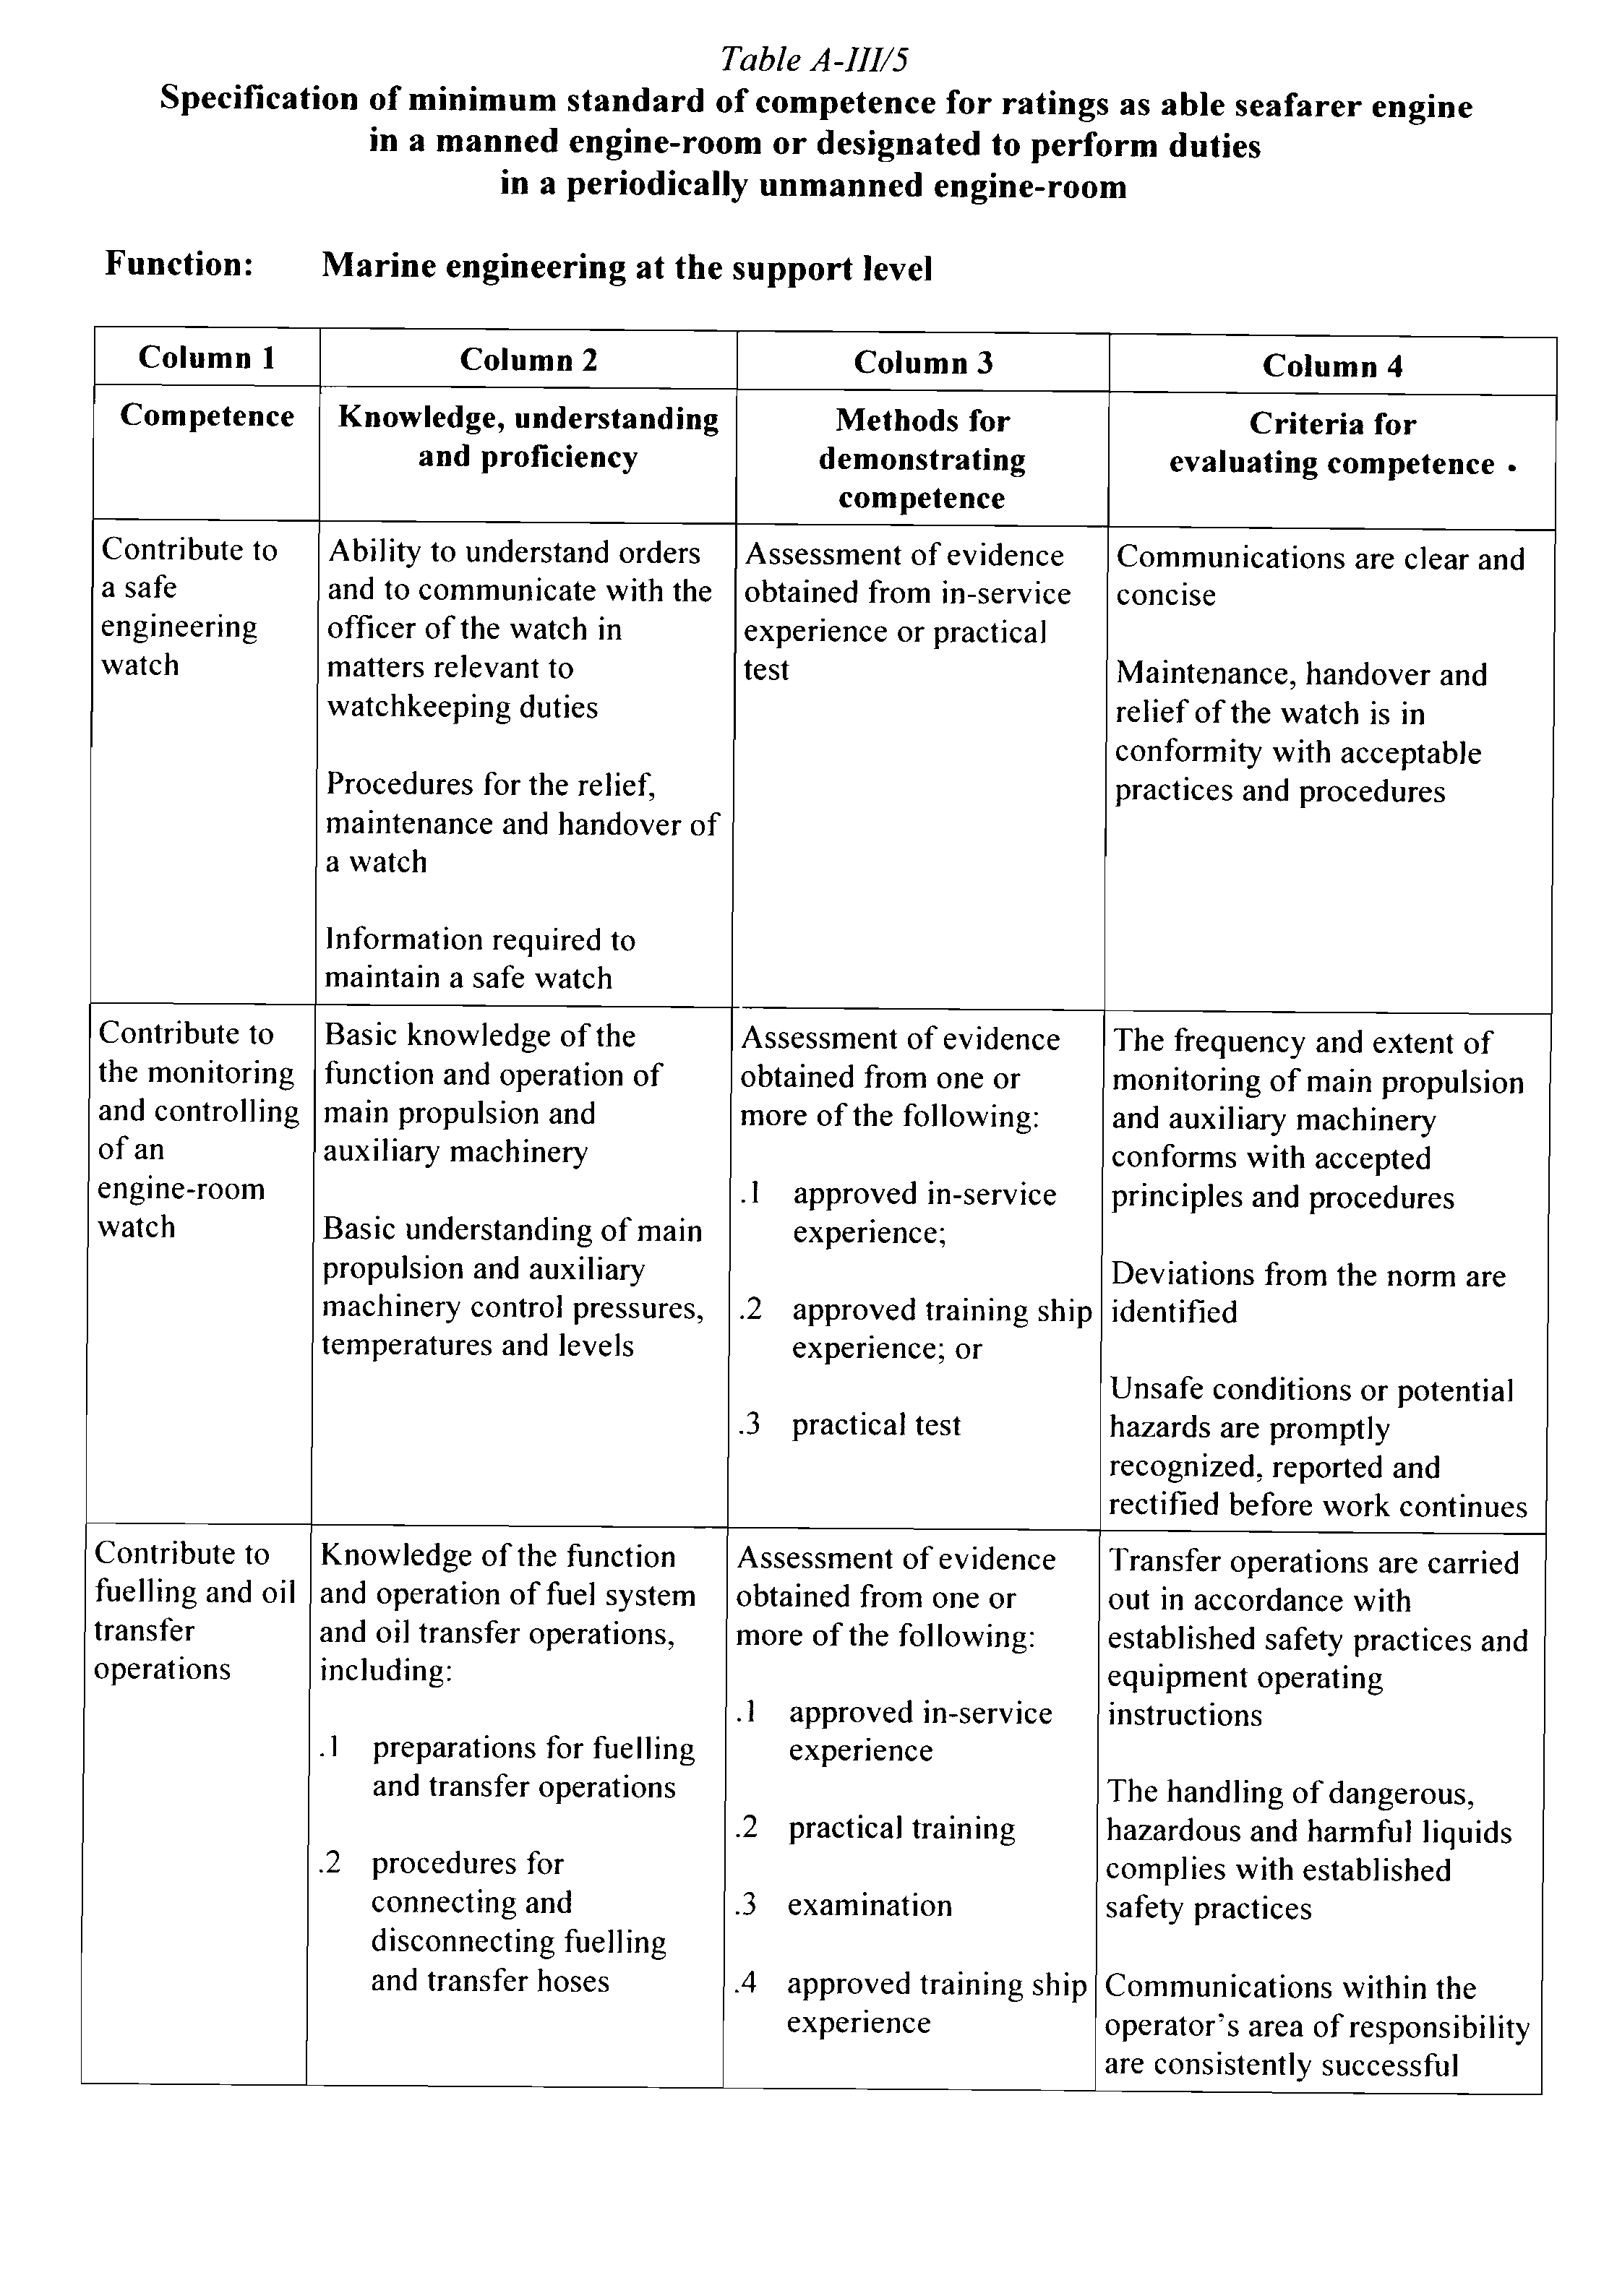 Table A-III/5
Specification of minimum standard of competence for ratings as able seafarer engine
in a manned engine-room or designated to perform duties
in a periodically unmanned engine-room
Function: Marine engineering at the support level
Column 1
Column 2
Column 3
Column 4
Competence
Knowledge, understanding
and proficiency
Methods for
demonstrating
competence
Criteria for
evaluating competence
Contribute to
a safe
engineering
watch
Ability to understand orders
and to communicate with the
officer of the watch in
matters relevant to
watchkeeping duties
Procedures for the relief,
maintenance and handover of
a watch
Information required to
maintain a safe watch
Assessment of evidence
obtained from in-service
experience or practical
test
Communications are clear and
concise
Maintenance, handover and
relief of the watch is in
conformity with acceptable
practices and procedures
Contribute to
the monitoring
and controlling
of an
engine-room
watch
Basic knowledge of the
function and operation of
main propulsion and
auxiliary machinery
Basic understanding of main
propulsion and auxiliary
machinery control pressures,
temperatures and levels
Assessment of evidence
obtained from one or
more of the following:
.1 approved in-service
experience;
.2 approved training ship
experience; or
.3 practical test
The frequency and extent of
monitoring of main propulsion
and auxiliary machinery
conforms with accepted
principles and procedures
Deviations from the norm are
identified
Unsafe conditions or potential
hazards are promptly
recognized, reported and
rectified before work continues
Contribute to
fuelling and oil
transfer
operations
Knowledge of the function
and operation of fuel system
and oil transfer operations,
including:
.1 preparations for fuelling
and transfer operations
.2 procedures for
connecting and
disconnecting fuelling
and transfer hoses
Assessment of evidence
obtained from one or
more of the following:
.1 approved in-service
experience
.2 practical training
.3 examination
.4 approved training ship
experience
Transfer operations are carried
out in accordance with
established safety practices and
equipment operating
instructions
The handling of dangerous,
hazardous and harmful liquids
complies with established
safety practices
Communications within the
operator's area of responsibility
are consistently successful